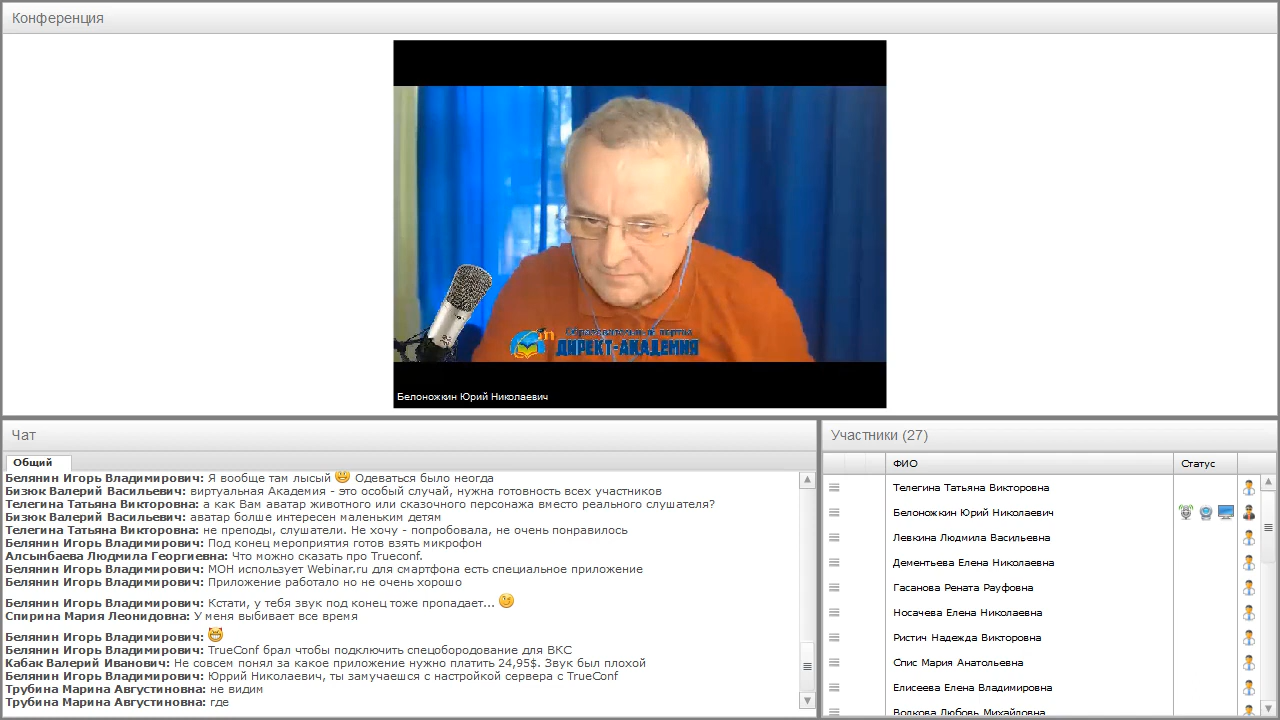 Конференция
Образовательный портал
ДИРЕКТ-АКАДЕМИЯ
Белоножкин Юрий Николаевич
Чат
Общий
Белянин Игорь Владимирович: Я вообще там лысый Одеваться было неогда
Бизюк Валерий Васильевич: виртуальная Академия - это особый случай, нужна готовность всех участников
Телегина Татьяна Викторовна: а как Вам аватар животного или сказочного персонажа вместо реального слушателя?
Бизюк Валерий Васильевич: аватар болше интересен маленьким детям
Телегина Татьяна Викторовна: но преподы, слушатели. Не хочу - попробовала, не очень понравилось
Белянин Игорь Владимирович: Под конец мероприятия готов взять микрофон
Алсынбаева Людмила Георгиевна: Что можно сказать про Trueconf.
Белянин Игорь Владимирович: МОН использует Webinar.ru для смартфона есть специальное приложение
Белянин Игорь Владимирович: Приложение работало но не очень хорошо
Белянин Игорь Владимирович: Кстати, у тебя звук под конец тоже пропадает...
Спирина Мария Леонидовна: У меня выбивает все время
Белянин Игорь Владимирович:
Белянин Игорь Владимирович: TrueConf брал чтобы подключить спецобородование для ВКС
Кабак Валерий Иванович: Не совсем понял за какое приложение нужно платить 24,95$. Звук был плохой
Белянин Игорь Владимирович: Юррий Николаевич, ты замучаешся с настройкой сервера с TrueConf
Трубина Марина Августиновна: не видим
Трубина Марина Августиновна: где
Участники (27)
ФИО Статус
Телегина Татьяна Викторовна
Белоножкин Юрий Николаевич
Левкина Людмила Васильевна
Дементьева Елена Николаевна
Гасанова Рената Рауфовна
Носачева Елена Николаевна
Ристич Надежда Викторовна
Спис Мария Анатольевна
Елисеева Елена Владимировна
Волкова Любовь Михайловна